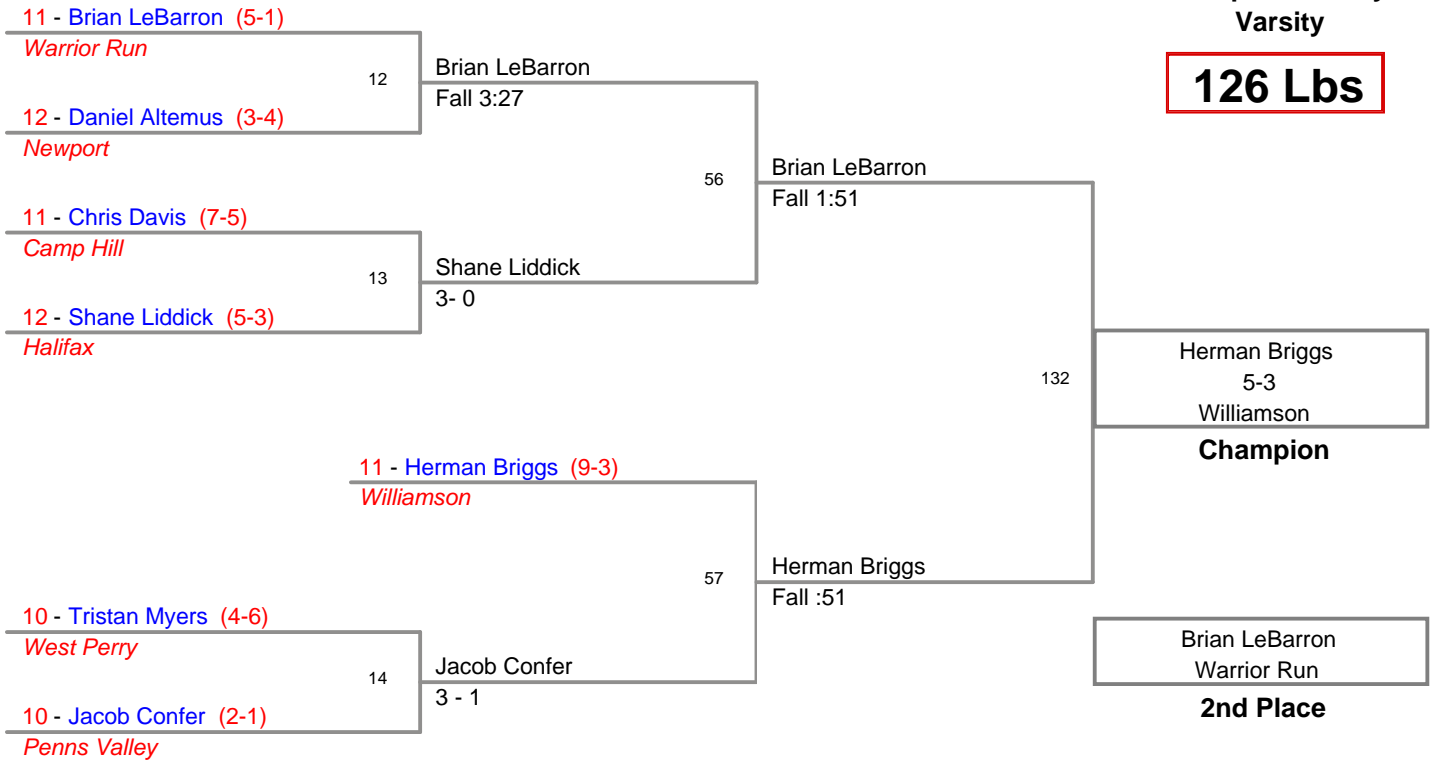 Varsity
126 Lbs
11 - Brian LeBarron (5-1)
Warrior Run
12
Brian LeBarron
Fall 3:27
12 - Daniel Altemus (3-4)
Newport
56
Brian LeBarron
Fall 1:51
11 - Chris Davis (7-5)
Camp Hill
13
Shane Liddick
3- 0
12 - Shane Liddick (5-3)
Halifax
132
Herman Briggs
5-3
Williamson
Champion
11 - Herman Briggs (9-3)
Williamson
57
Herman Briggs
Fall :51
10 - Tristan Myers (4-6)
West Perry
14
Jacob Confer
3 - 1
10 - Jacob Confer (2-1)
Penns Valley
Brian LeBarron
Warrior Run
2nd Place